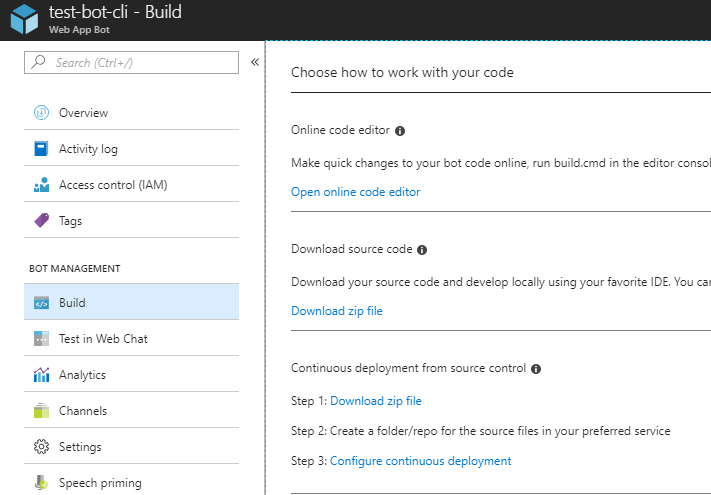 test-bot-cli - Build
Web App Bot
Search (Ctrl+/)
«
Overview
Activity log
Access control (IAM)
Tags
BOT MANAGEMENT
Build
Test in Web Chat
Analytics
Channels
Settings
Speech priming
Choose how to work with your code
Online code editor
Make quick changes to your bot code online, run build.cmd in the editor consol
Open online code editor
Download source code
Download your source code and develop locally using your favorite IDE. You can
Download zip file
Continuous deployment from source control
Step 1: Download zip file
Step 2: Create a folder/repo for the source files in your preferred service
Step 3: Configure continuous deployment